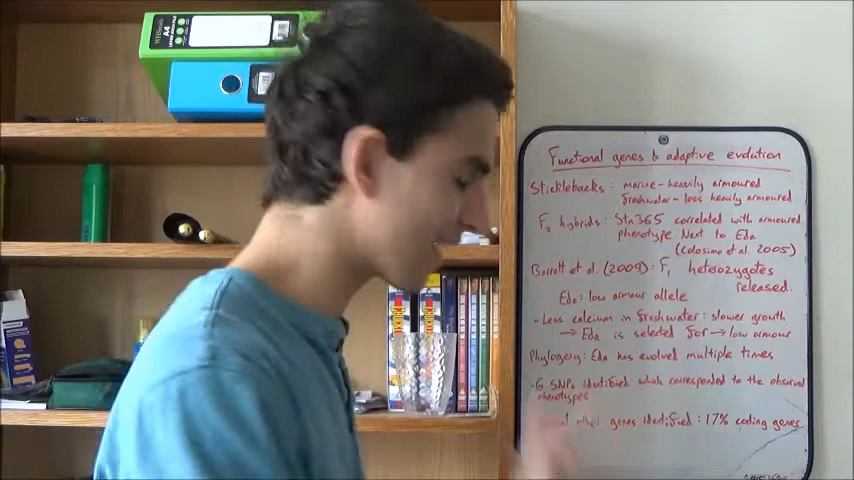 A4
Functional genes & adaptive evolution
Sticklebacks: marine - heavily armoured
freshwater - less heavily armoured
F2 hybrids: Stn365 correlated with armoured
phenotype. Next to Eda
(Colosimo et al. 2005)
Barrett et al. (2009): F1 heterozygotes
released.
Eda: low armour allele
- Less calcium in freshwater: slower growth
→ Eda is selected for → low armour
Phylogeny: Eda has evolved multiple times
- 6 SNPs identified which corresponded to the observed
phenotypes
other genes identified: 17% coding genes.